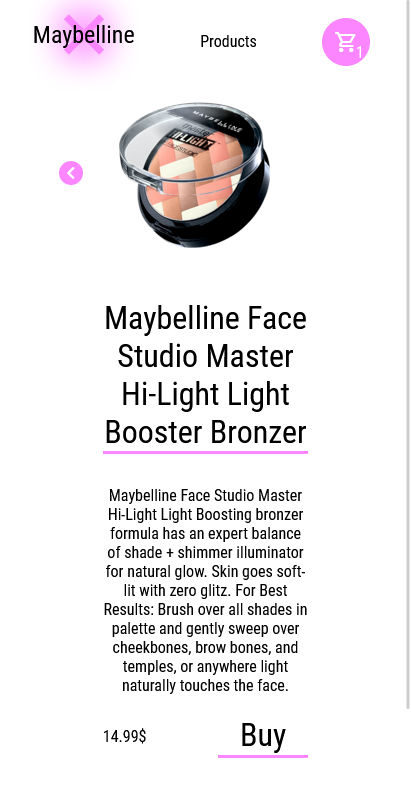 Maybelline
Products
1
MAYBELLINE
HI-LIGHT
Maybelline Face
Studio Master
Hi-Light Light
Booster Bronzer
Maybelline Face Studio Master
Hi-Light Light Boosting bronzer
formula has an expert balance
of shade + shimmer illuminator
for natural glow. Skin goes soft-
lit with zero glitz. For Best
Results: Brush over all shades in
palette and gently sweep over
cheekbones, brow bones, and
temples, or anywhere light
naturally touches the face.
14.99$
Buy